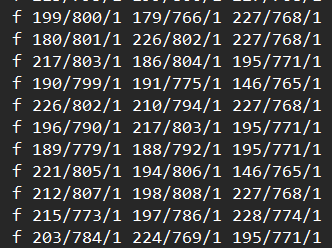 f 199/800/1 179/766/1 227/768/1
f 180/801/1 226/802/1 227/768/1
f 217/803/1 186/804/1 195/771/1
f 190/799/1 191/775/1 146/765/1
f 226/802/1 210/794/1 227/768/1
f 196/790/1 217/803/1 195/771/1
f 189/779/1 188/792/1 195/771/1
f 221/805/1 194/806/1 146/765/1
f 212/807/1 198/808/1 227/768/1
f 215/773/1 197/786/1 228/774/1
f 203/784/1 224/769/1 195/771/1